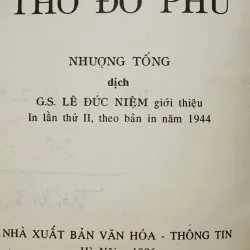 THƠ ĐỖ PHỦ
NHƯỢNG TỐNG
dịch
G.S. LÊ ĐỨC NIỆM giới thiệu
In lần thứ II, theo bản in năm 1944
NHÀ XUẤT BẢN VĂN HÓA - THÔNG TIN